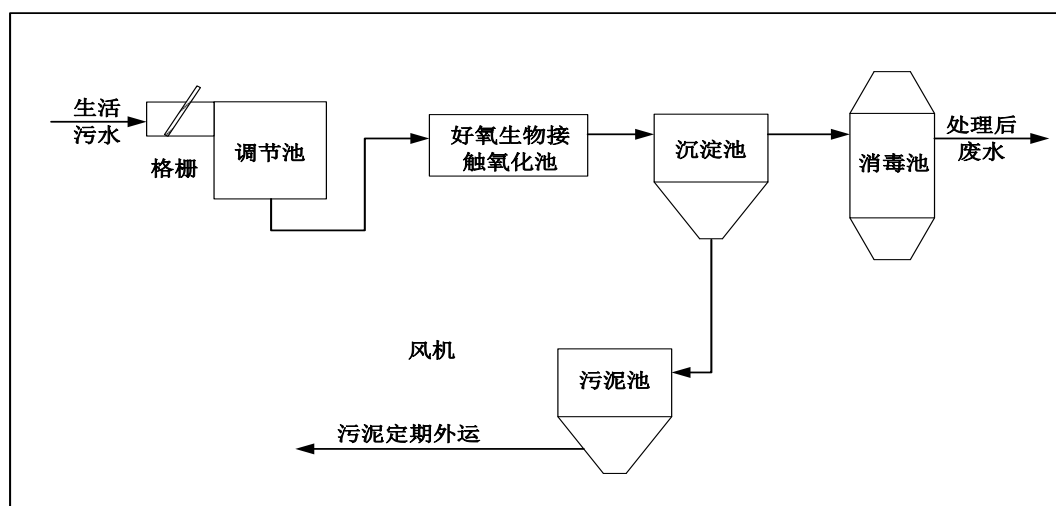 生活
污水
格栅
调节池
好氧生物接
触氧化池
沉淀池
消毒池
处理后
废水
风机
污泥池
污泥定期外运